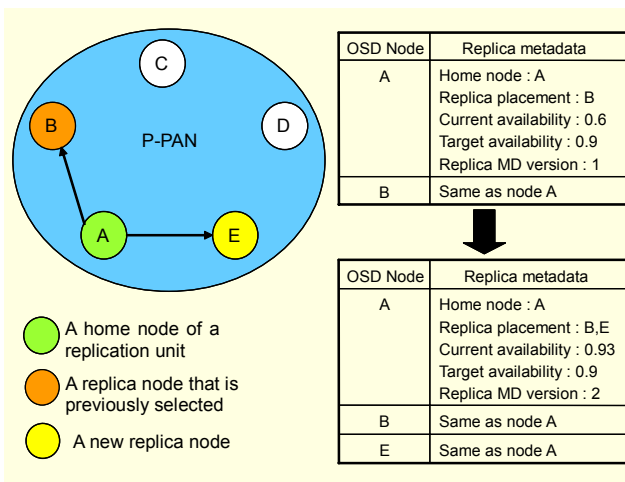 C
B
D
P-PAN
A
E
A home node of a
replication unit
A replica node that is
previously selected
A new replica node
OSD Node Replica metadata
A Home node : A
Replica placement : B
Current availability : 0.6
Target availability : 0.9
Replica MD version : 1
B Same as node A
OSD Node Replica metadata
A Home node : A
Replica placement : B,E
Current availability : 0.93
Target availability : 0.9
Replica MD version : 2
B Same as node A
E Same as node A